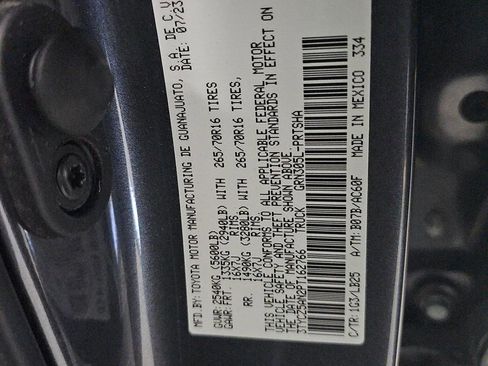 MFD.BY: TOYOTA MOTOR MANUFACTURING DE GUANAJUATO, S.A. DE C.V.
DATE: 07/23
GVWR: 2540KG (5600LB)
GAWR: FRT. 1335KG (2940LB) WITH 265/70R16 TIRES
16X7J RIMS,
RR. 1490KG (3280LB) WITH 265/70R16 TIRES,
16X7J RIMS,
THIS VEHICLE CONFORMS TO ALL APPLICABLE FEDERAL MOTOR
VEHICLE SAFETY AND THEFT PREVENTION STANDARDS IN EFFECT ON
THE DATE OF MANUFACTURE SHOWN ABOVE.
3TYCZ5AN2PT162766 TRUCK GRN305L-PRTSHA
C/TR: 1G3/LB25 A/TM: B07B/AC60F MADE IN MEXICO 334